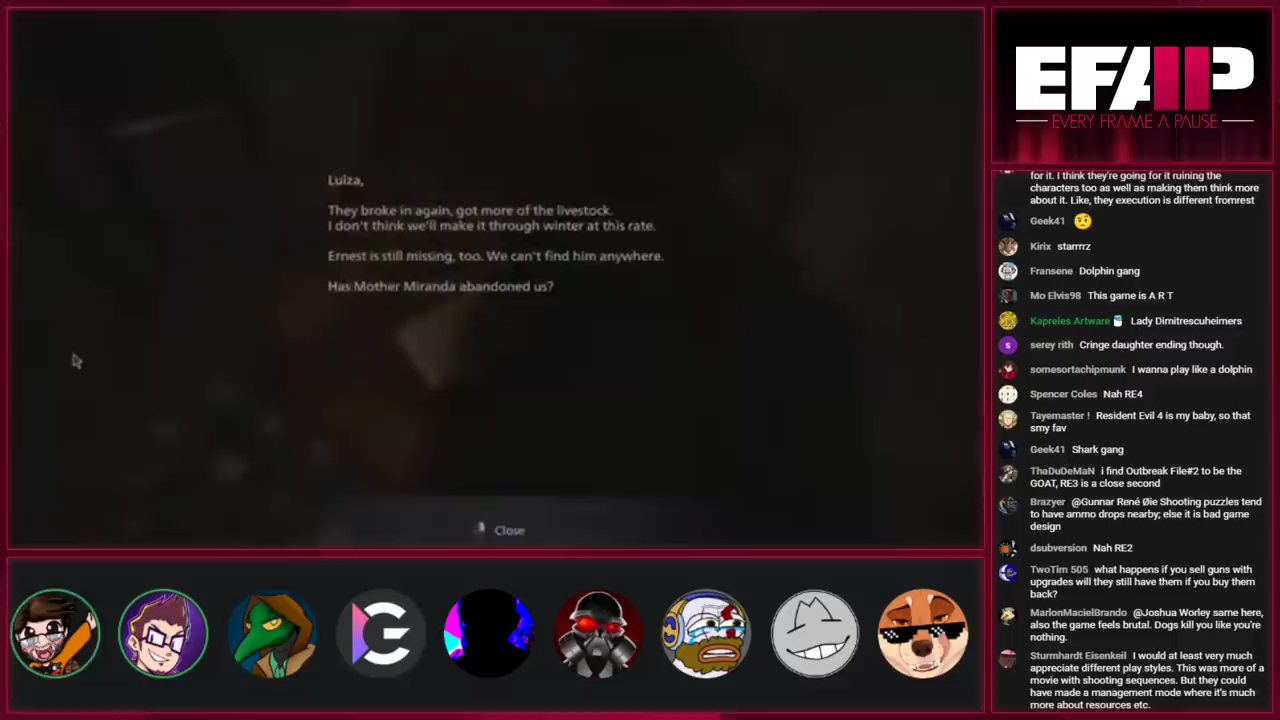 Luiza,
They broke in again, got more of the livestock.
I don't think we'll make it through winter at this rate.
Ernest is still missing, too. We can't find him anywhere.
Has Mother Miranda abandoned us?
Close
EFAP
EVERY FRAME A PAUSE
for it. I think they're going for it ruining the
characters too as well as making them think more
about it. Like, they execution is different fromrest
Geek41 🤨
Kirix starrrrz
Fransene Dolphin gang
Mo Elvis98 This game is A R T
Kapreles Artware Lady Dimitrescuheimers
serey rith Cringe daughter ending though.
somesortachipmunk I wanna play like a dolphin
Spencer Coles Nah RE4
Tayemaster ! Resident Evil 4 is my baby, so that
smy fav
Geek41 Shark gang
ThaDuDeMaN i find Outbreak File#2 to be the
GOAT, RE3 is a close second
Brazyer @Gunnar René Øie Shooting puzzles tend
to have ammo drops nearby; else it is bad game
design
dsubversion Nah RE2
TwoTim 505 what happens if you sell guns with
upgrades will they still have them if you buy them
back?
MarlonMacielBrando @Joshua Worley same here,
also the game feels brutal. Dogs kill you like you're
nothing.
Sturmhardt Eisenkeil I would at least very much
appreciate different play styles. This was more of a
movie with shooting sequences. But they could
have made a management mode where it's much
more about resources etc.